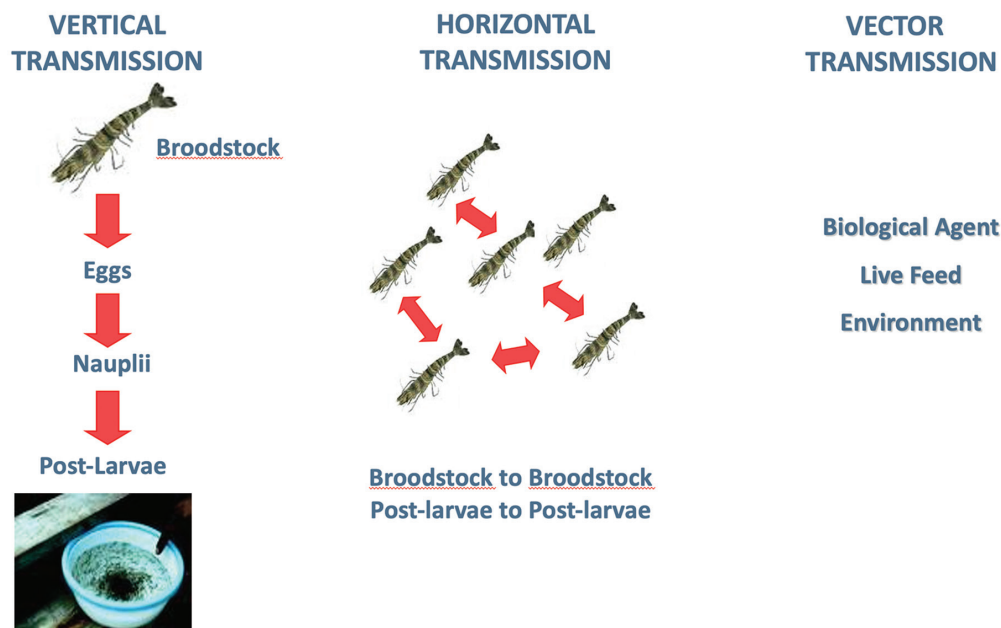 VERTICAL
TRANSMISSION
Broodstock
Eggs
Nauplii
Post-Larvae
HORIZONTAL
TRANSMISSION
Broodstock to Broodstock
Post-larvae to Post-larvae
VECTOR
TRANSMISSION
Biological Agent
Live Feed
Environment